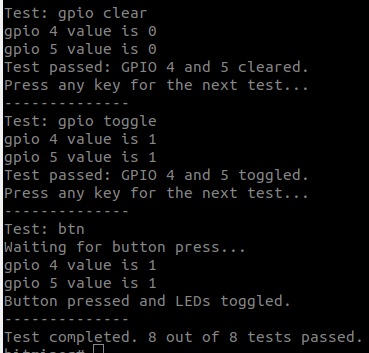 Test: gpio clear
gpio 4 value is 0
gpio 5 value is 0
Test passed: GPIO 4 and 5 cleared.
Press any key for the next test...
--------------
Test: gpio toggle
gpio 4 value is 1
gpio 5 value is 1
Test passed: GPIO 4 and 5 toggled.
Press any key for the next test...
--------------
Test: btn
Waiting for button press...
gpio 4 value is 1
gpio 5 value is 1
Button pressed and LEDs toggled.
--------------
Test completed. 8 out of 8 tests passed.